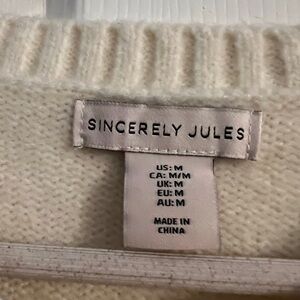 SINCERELY JULES
US: M
CA: M/M
UK: M
EU: M
AU: M
MADE IN
CHINA